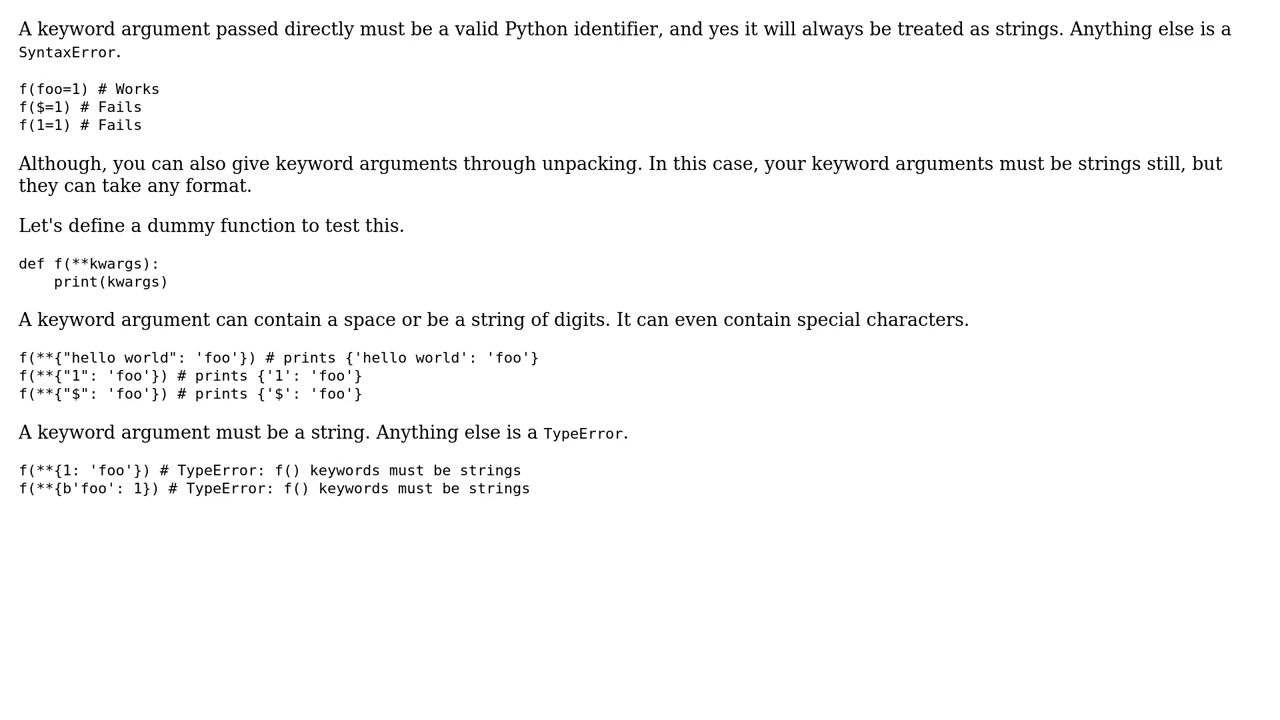 A keyword argument passed directly must be a valid Python identifier, and yes it will always be treated as strings. Anything else is a
SyntaxError.
f(foo=1) # Works
f($=1) # Fails
f(1=1) # Fails
Although, you can also give keyword arguments through unpacking. In this case, your keyword arguments must be strings still, but
they can take any format.
Let's define a dummy function to test this.
def f(**kwargs):
    print(kwargs)
A keyword argument can contain a space or be a string of digits. It can even contain special characters.
f(**{"hello world": 'foo'}) # prints {'hello world': 'foo'}
f(**{"1": 'foo'}) # prints {'1': 'foo'}
f(**{"$": 'foo'}) # prints {'$': 'foo'}
A keyword argument must be a string. Anything else is a TypeError.
f(**{1: 'foo'}) # TypeError: f() keywords must be strings
f(**{b'foo': 1}) # TypeError: f() keywords must be strings